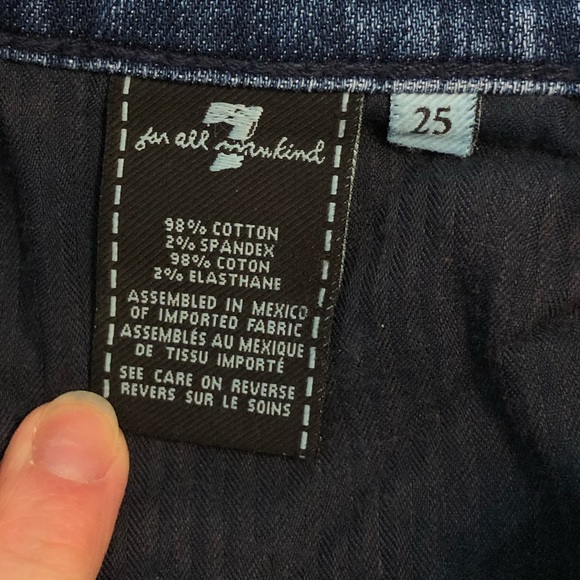 7
for all mankind
25
98% COTTON
2% SPANDEX
98% COTON
2% ELASTHANE
ASSEMBLED IN MEXICO
OF IMPORTED FABRIC
ASSEMBLÉS AU MEXIQUE
DE TISSU IMPORTÉ
SEE CARE ON REVERSE
REVERS SUR LE SOINS